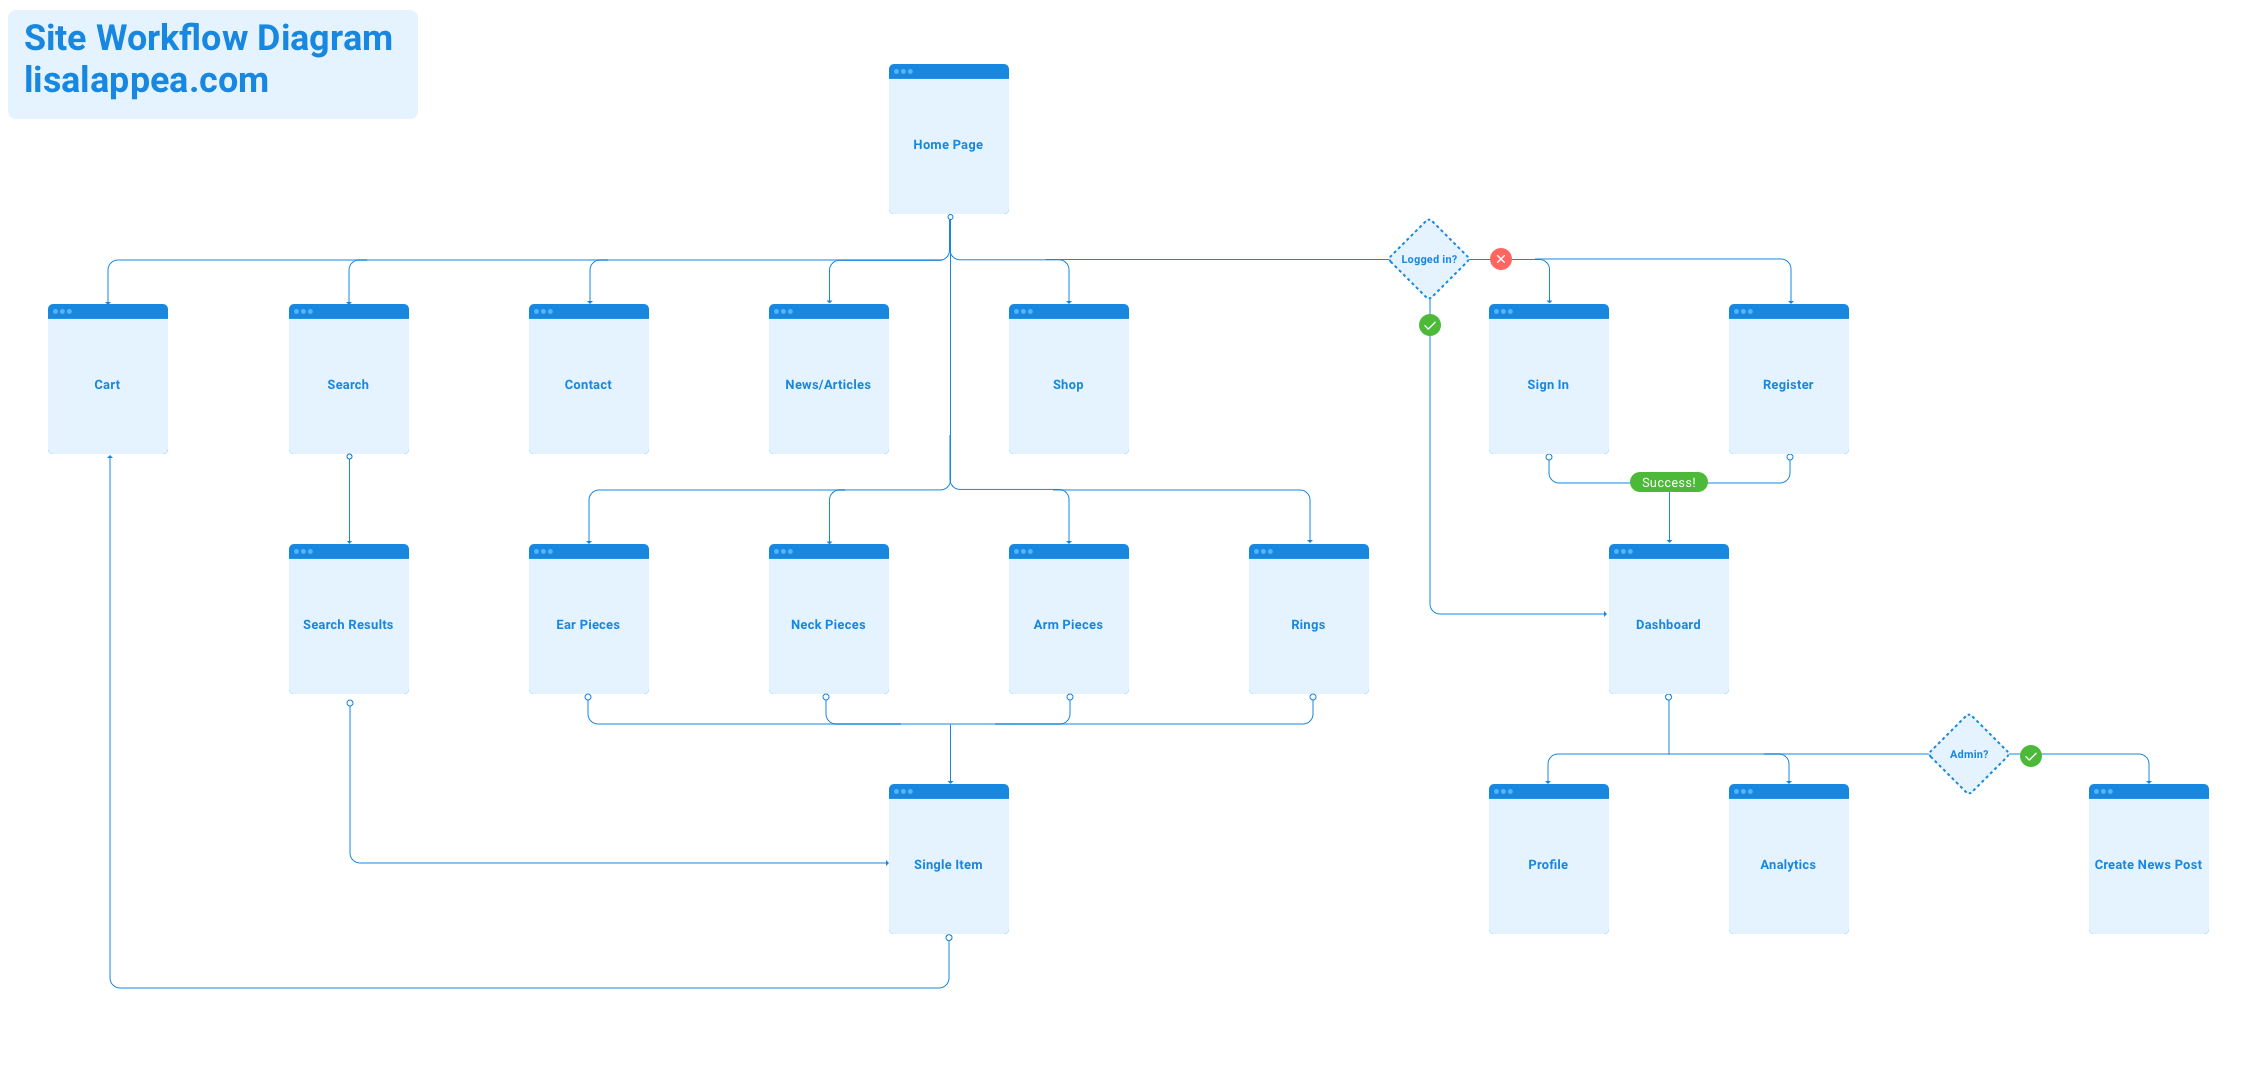 Site Workflow Diagram
lisalappea.com
Home Page
Logged in?
Cart
Search
Contact
News/Articles
Shop
Sign In
Register
Success!
Search Results
Ear Pieces
Neck Pieces
Arm Pieces
Rings
Dashboard
Admin?
Single Item
Profile
Analytics
Create News Post